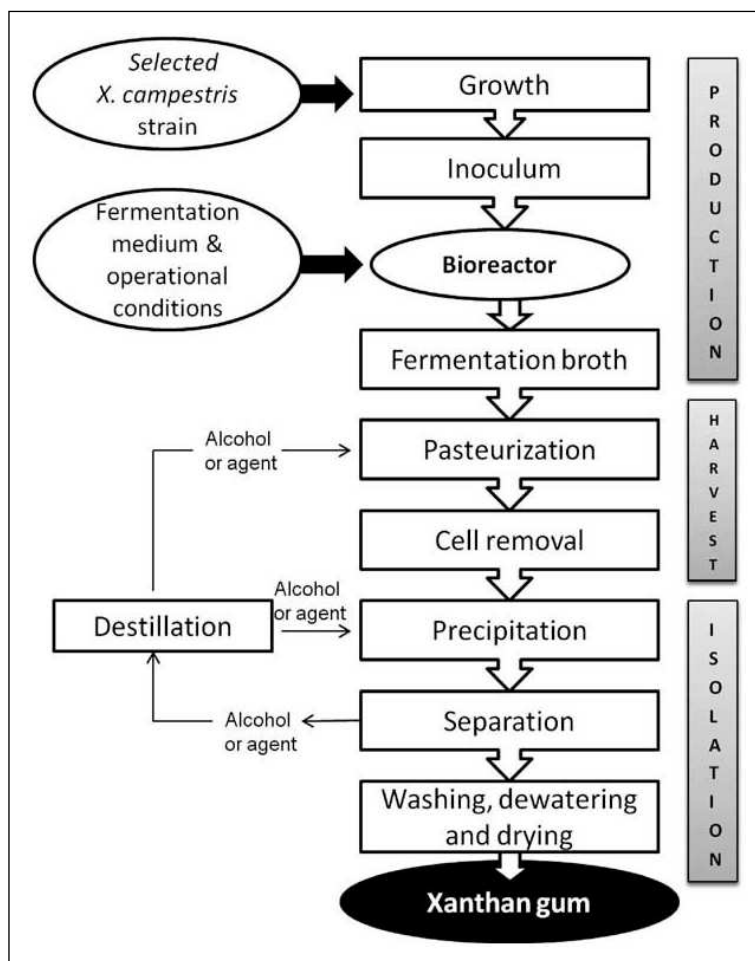 Selected
X. campestris
strain
Growth
Inoculum
Fermentation
medium &
operational
conditions
Bioreactor
Fermentation broth
PRODUCTION
Alcohol
or agent
Pasteurization
Cell removal
HARVEST
Destillation
Alcohol
or agent
Precipitation
Alcohol
or agent
Separation
Washing, dewatering
and drying
ISOLATION
Xanthan gum